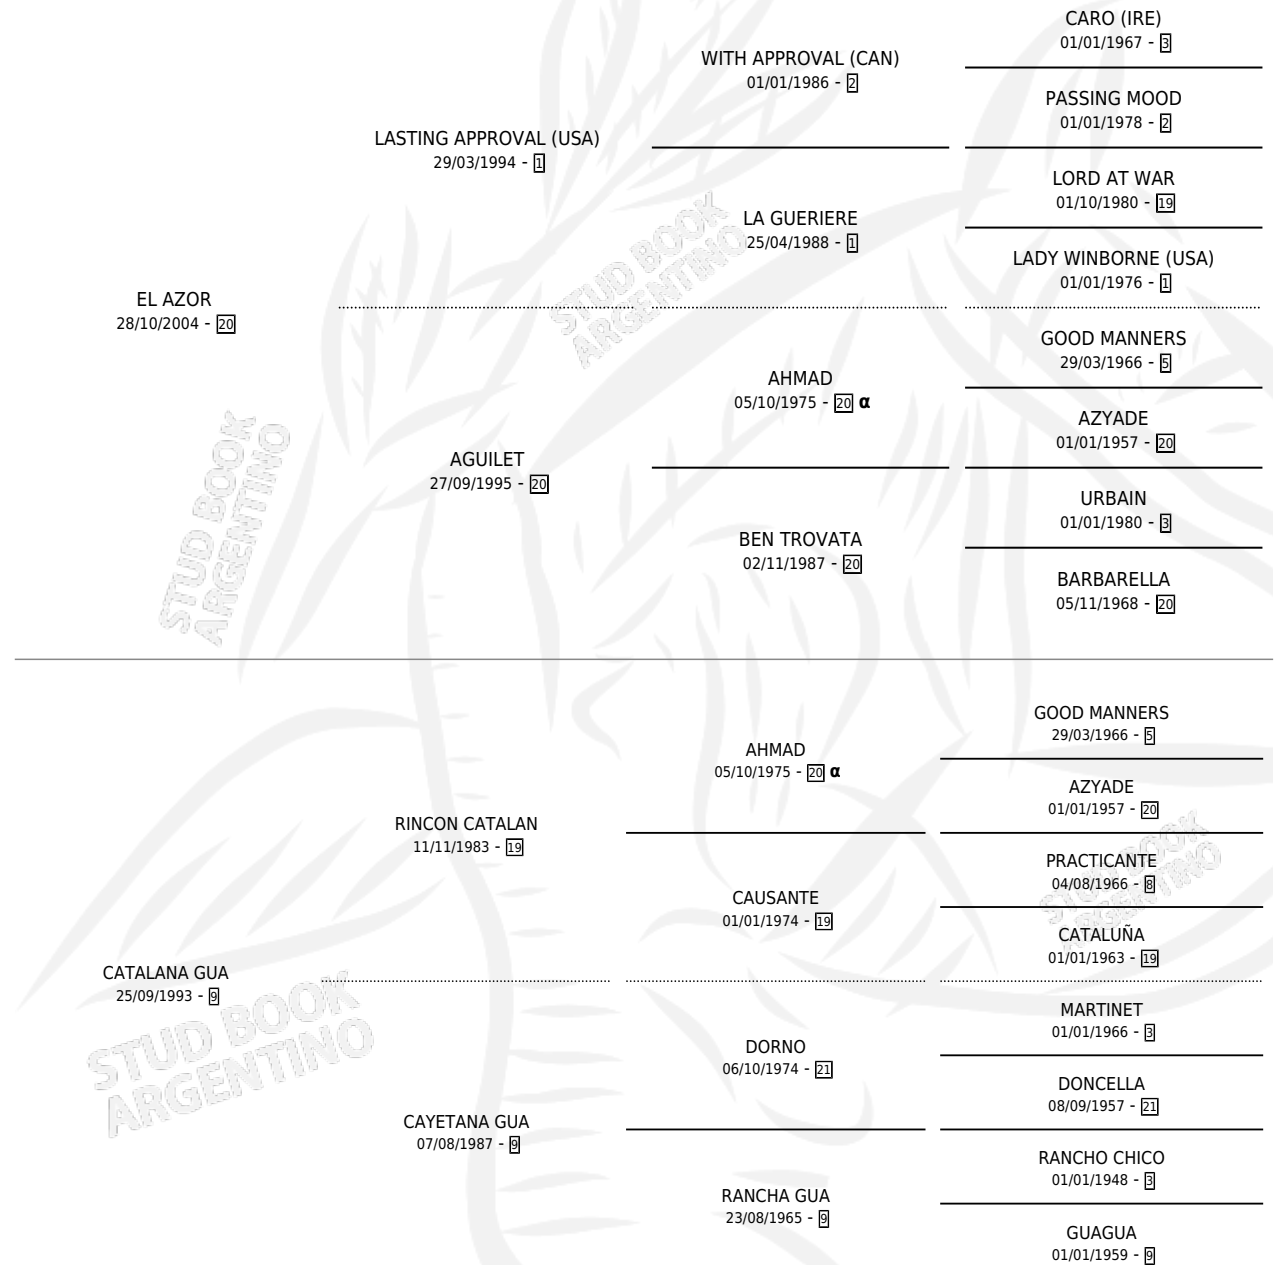 CARO (IRE)
01/01/1967 - 3
WITH APPROVAL (CAN)
01/01/1986 - 2
PASSING MOOD
01/01/1978 - 2
LASTING APPROVAL (USA)
29/03/1994 - 1
LORD AT WAR
01/10/1980 - 19
LA GUERIERE
25/04/1988 - 1
LADY WINBORNE (USA)
01/01/1976 - 1
EL AZOR
28/10/2004 - 20
GOOD MANNERS
29/03/1966 - 5
AHMAD
05/10/1975 - 20 α
AZYADE
01/01/1957 - 20
AGUILET
27/09/1995 - 20
URBAIN
01/01/1980 - 3
BEN TROVATA
02/11/1987 - 20
BARBARELLA
05/11/1968 - 20
GOOD MANNERS
29/03/1966 - 5
AHMAD
05/10/1975 - 20 α
AZYADE
01/01/1957 - 20
RINCON CATALAN
11/11/1983 - 19
PRACTICANTE
04/08/1966 - 8
CAUSANTE
01/01/1974 - 19
CATALUÑA
01/01/1963 - 19
CATALANA GUA
25/09/1993 - 9
MARTINET
01/01/1966 - 3
DORNO
06/10/1974 - 21
DONCELLA
08/09/1957 - 21
CAYETANA GUA
07/08/1987 - 9
RANCHO CHICO
01/01/1948 - 3
RANCHA GUA
23/08/1965 - 9
GUAGUA
01/01/1959 - 9
STUD BOOK
ARGENTINO
STUD BOOK
ARGENTINO
STUD BOOK
ARGENTINO
STUD BOOK
ARGENTINO